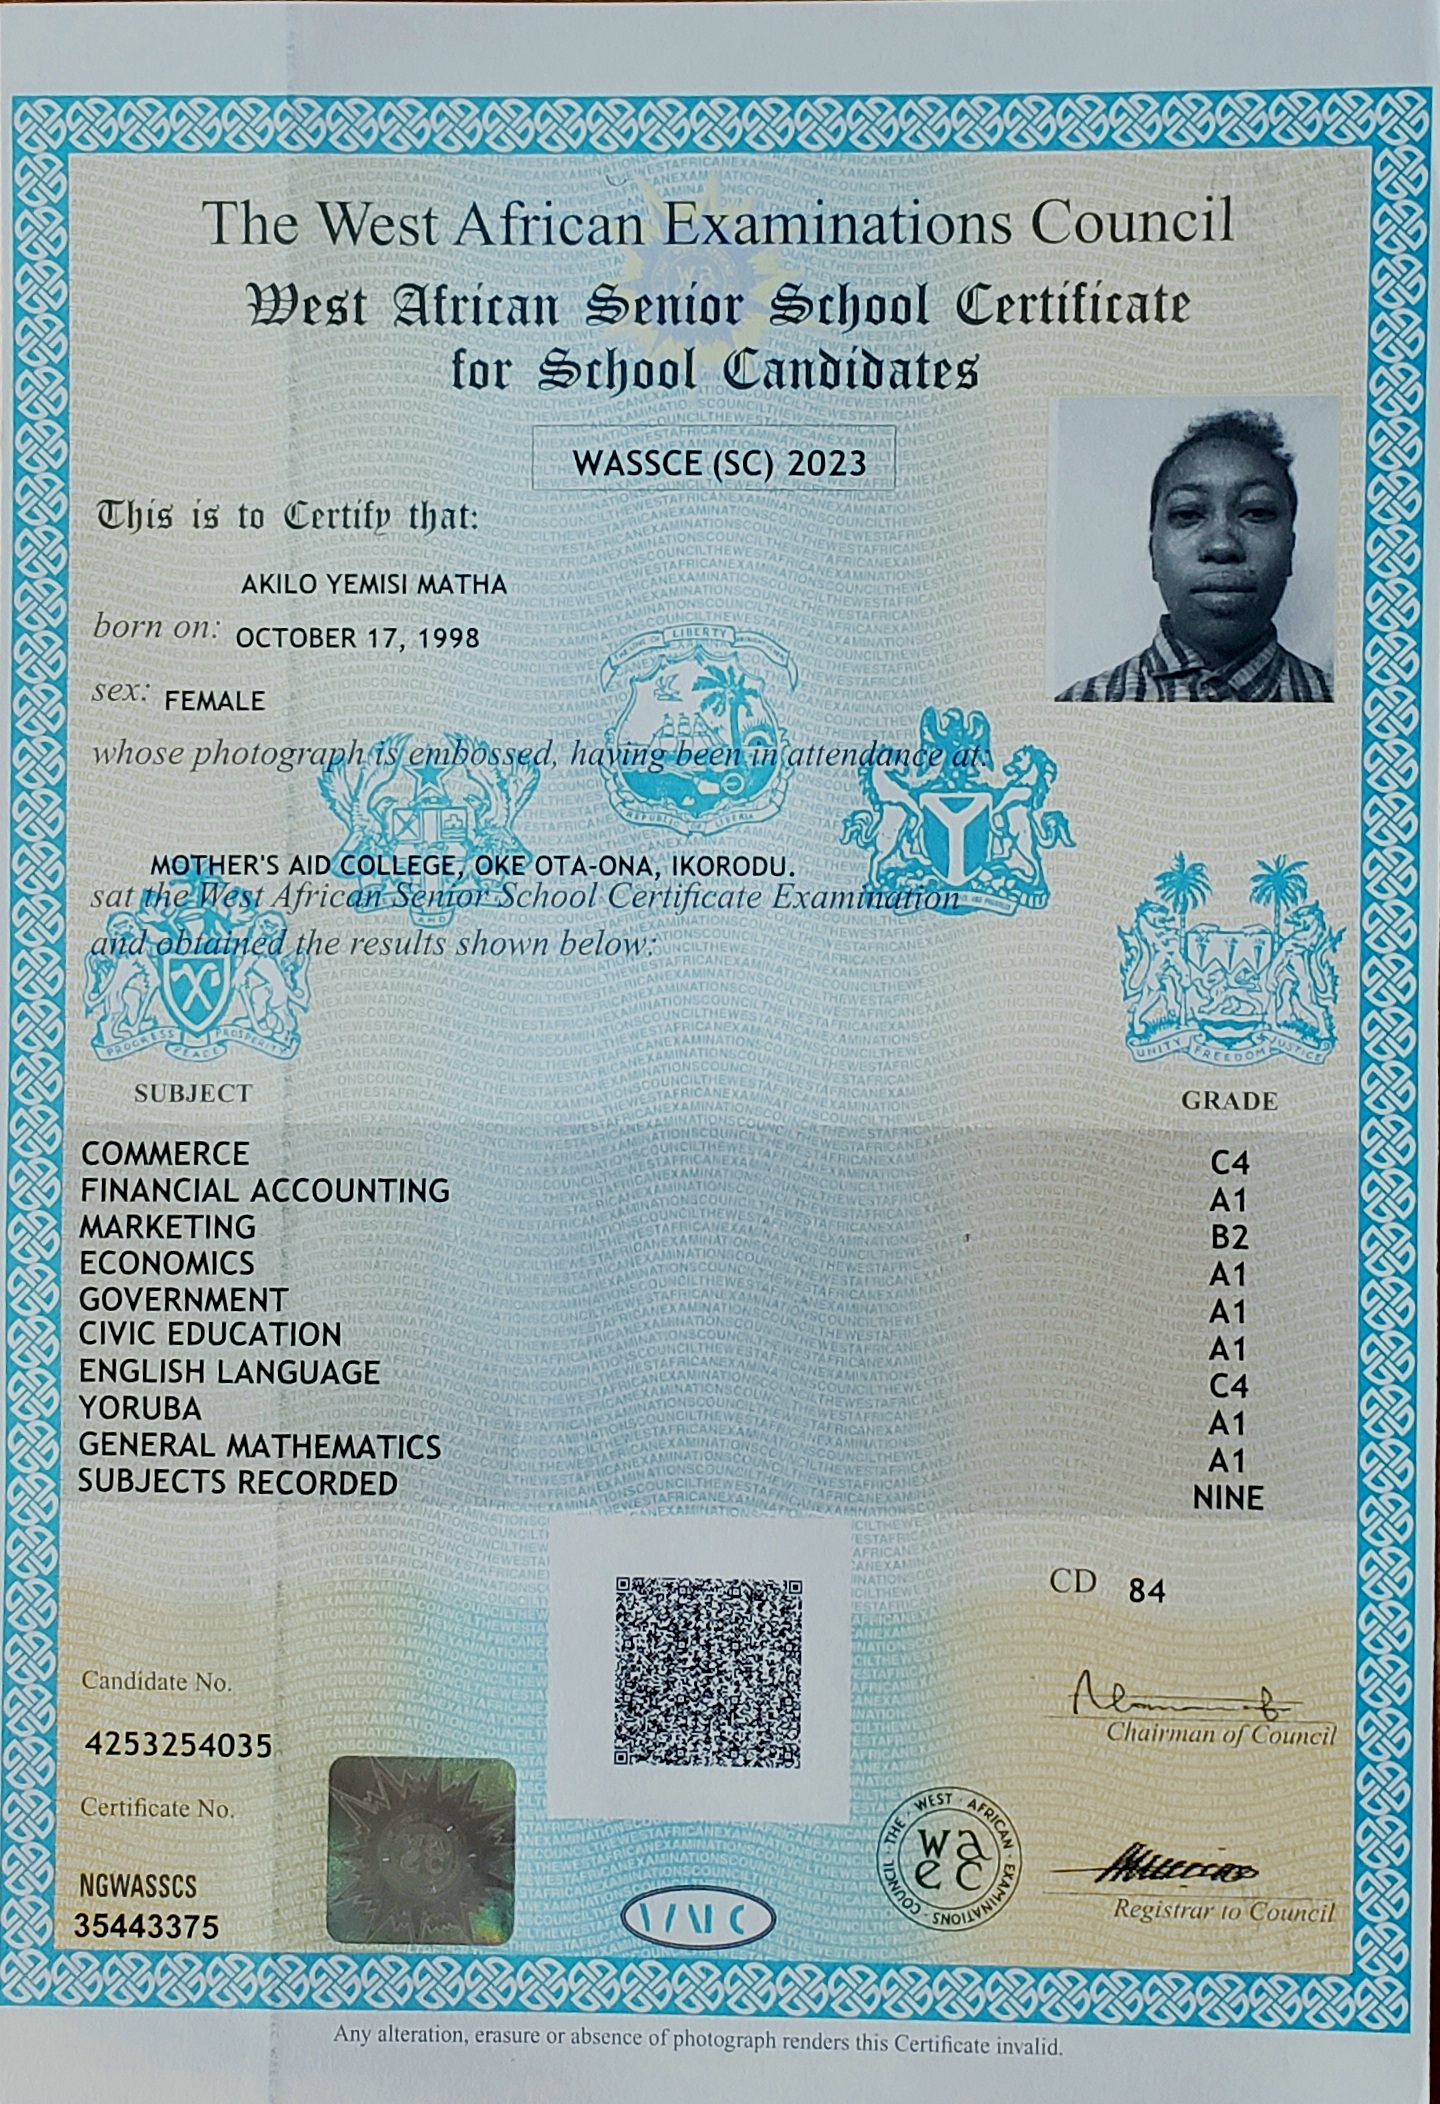 The West African Examinations Council
West African Senior School Certificate
for School Candidates
WASSCE (SC) 2023
This is to Certify that:
AKILO YEMISI MATHA
born on: OCTOBER 17, 1998
sex: FEMALE
whose photograph is embossed, having been in attendance at:
MOTHER'S AID COLLEGE, OKE OTA-ONA, IKORODU.
sat the West African Senior School Certificate Examination
and obtained the results shown below:
LIBERTY
REPUBLIC OF LIBERIA
PROGRESS PEACE PROSPERITY
UNITY FREEDOM JUSTICE
SUBJECT GRADE
COMMERCE C4
FINANCIAL ACCOUNTING A1
MARKETING B2
ECONOMICS A1
GOVERNMENT A1
CIVIC EDUCATION A1
ENGLISH LANGUAGE C4
YORUBA A1
GENERAL MATHEMATICS A1
SUBJECTS RECORDED NINE
CD 84
Candidate No.
4253254035
Chairman of Council
Certificate No.
NGWASSCS
35443375
THE · WEST · AFRICAN · EXAMINATIONS · COUNCIL
wa
ec
Registrar to Council
Any alteration, erasure or absence of photograph renders this Certificate invalid.